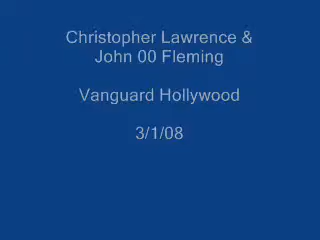 Christopher Lawrence &
John 00 Fleming
Vanguard Hollywood
3/1/08